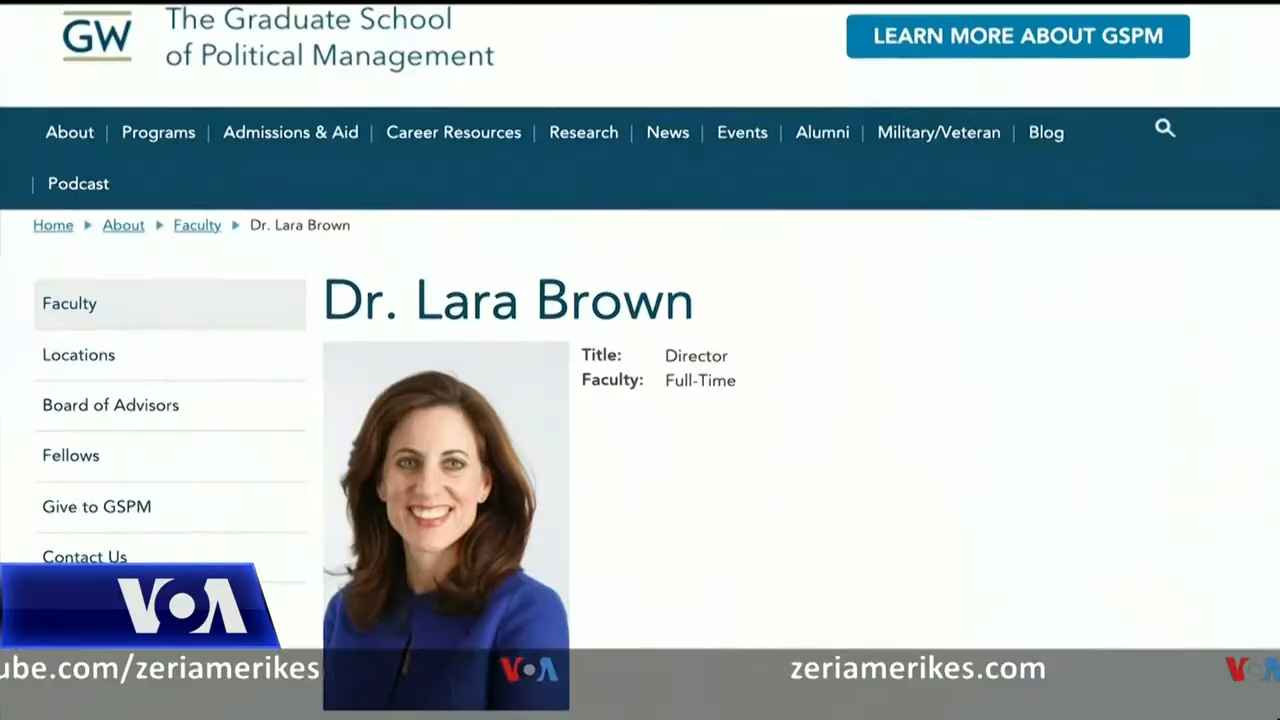 GW
The Graduate School
of Political Management
LEARN MORE ABOUT GSPM
About | Programs | Admissions & Aid | Career Resources | Research | News | Events | Alumni | Military/Veteran | Blog
| Podcast
Home ▸ About ▸ Faculty ▸ Dr. Lara Brown
Faculty
Locations
Board of Advisors
Fellows
Give to GSPM
Contact Us
Dr. Lara Brown
Title: Director
Faculty: Full-Time
VOA
ube.com/zeriamerikes
VOA
zeriamerikes.com
VOA